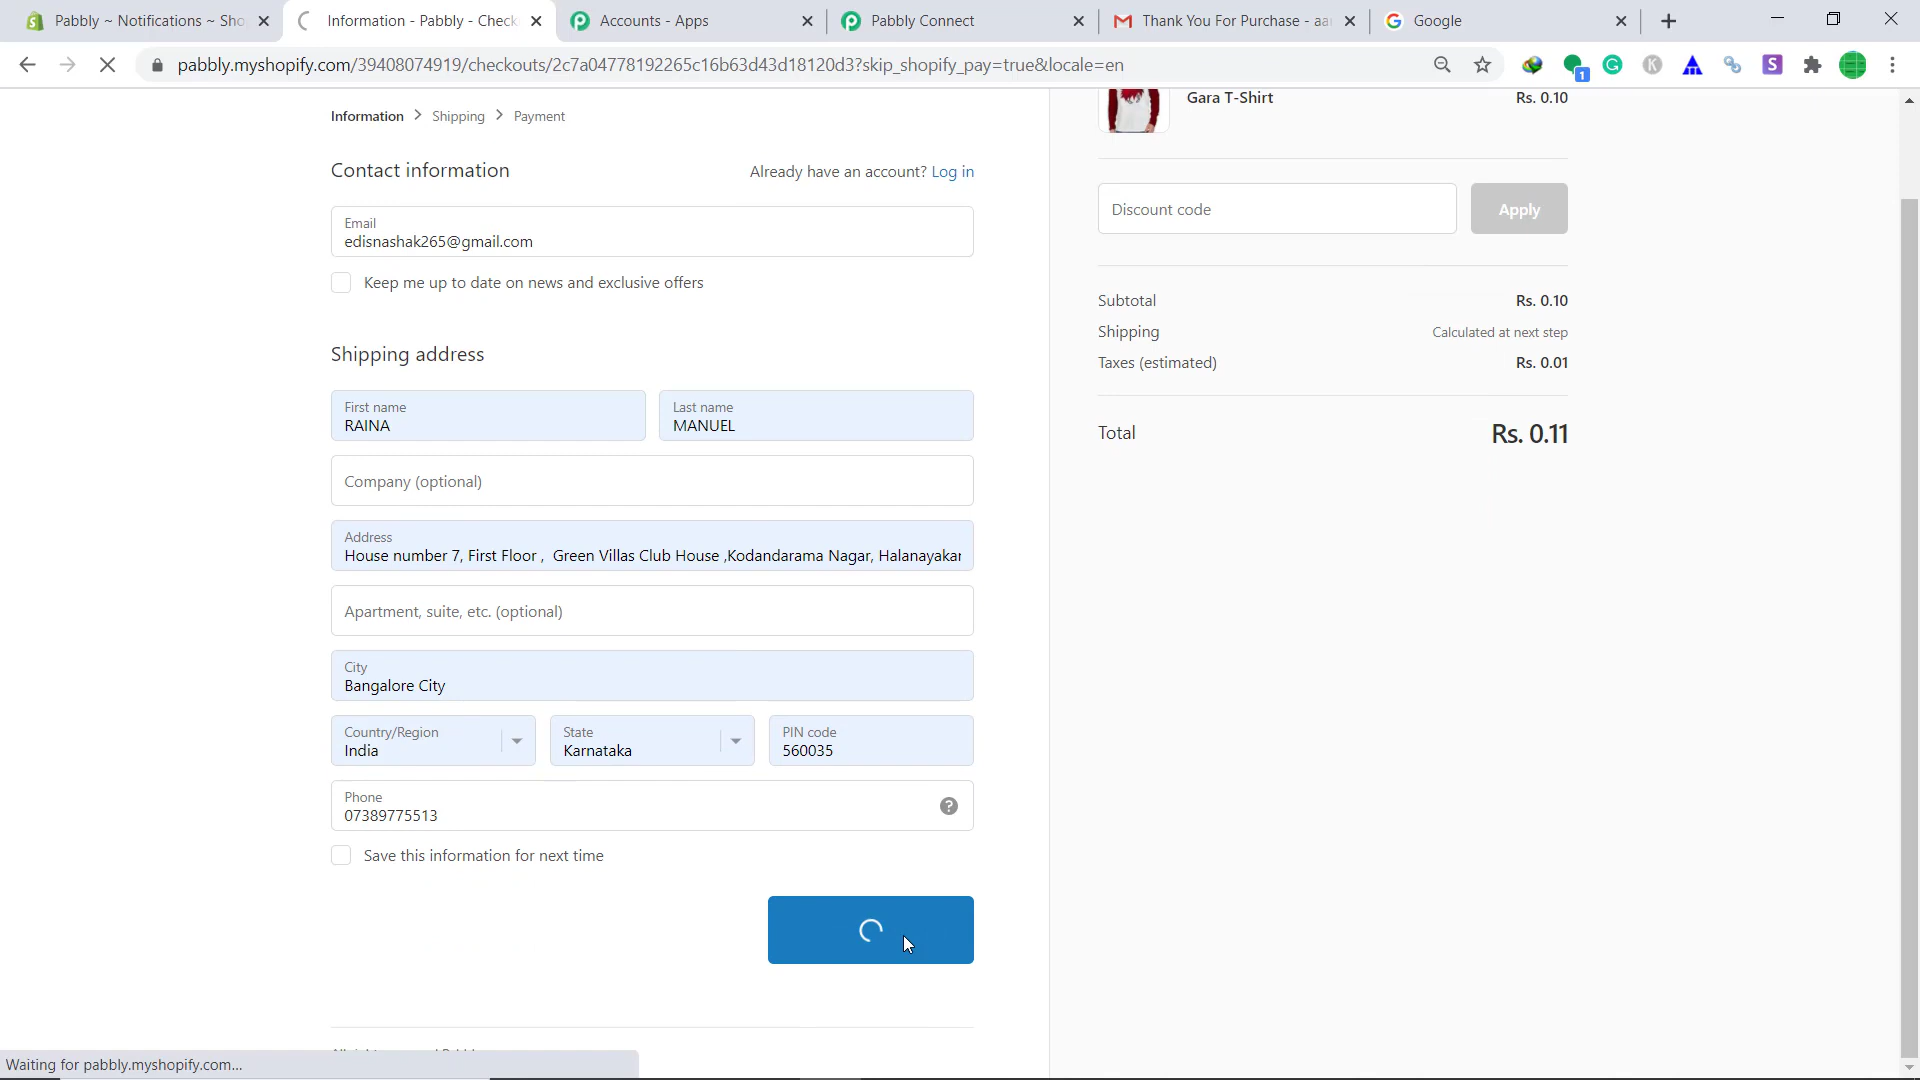 Pabbly ~ Notifications ~ Sho
Information - Pabbly - Check
Accounts - Apps
Pabbly Connect
Thank You For Purchase - aa
Google
pabbly.myshopify.com/39408074919/checkouts/2c7a04778192265c16b63d43d18120d3?skip_shopify_pay=true&locale=en
1
Information > Shipping > Payment
Contact information
Already have an account? Log in
Email
edisnashak265@gmail.com
Keep me up to date on news and exclusive offers
Shipping address
First name
RAINA
Last name
MANUEL
Company (optional)
Address
House number 7, First Floor , Green Villas Club House ,Kodandarama Nagar, Halanayakar
Apartment, suite, etc. (optional)
City
Bangalore City
Country/Region
India
State
Karnataka
PIN code
560035
Phone
07389775513
Save this information for next time
Gara T-Shirt
Rs. 0.10
Discount code
Apply
Subtotal
Rs. 0.10
Shipping
Calculated at next step
Taxes (estimated)
Rs. 0.01
Total
Rs. 0.11
Waiting for pabbly.myshopify.com...